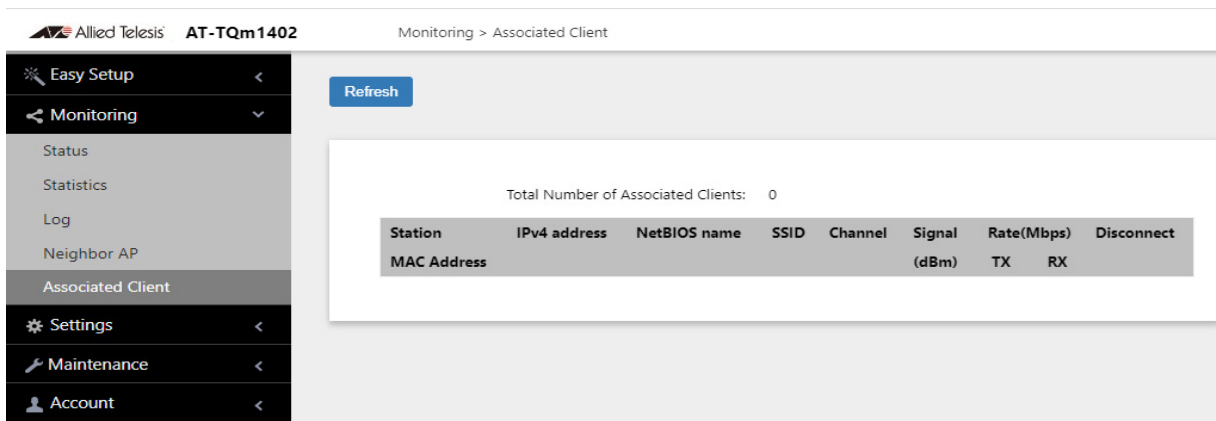 Allied Telesis AT-TQm1402 Monitoring > Associated Client
Easy Setup
Monitoring
Status
Statistics
Log
Neighbor AP
Associated Client
Settings
Maintenance
Account
Refresh
Total Number of Associated Clients: 0
Station IPv4 address NetBIOS name SSID Channel Signal Rate(Mbps) Disconnect
MAC Address (dBm) TX RX